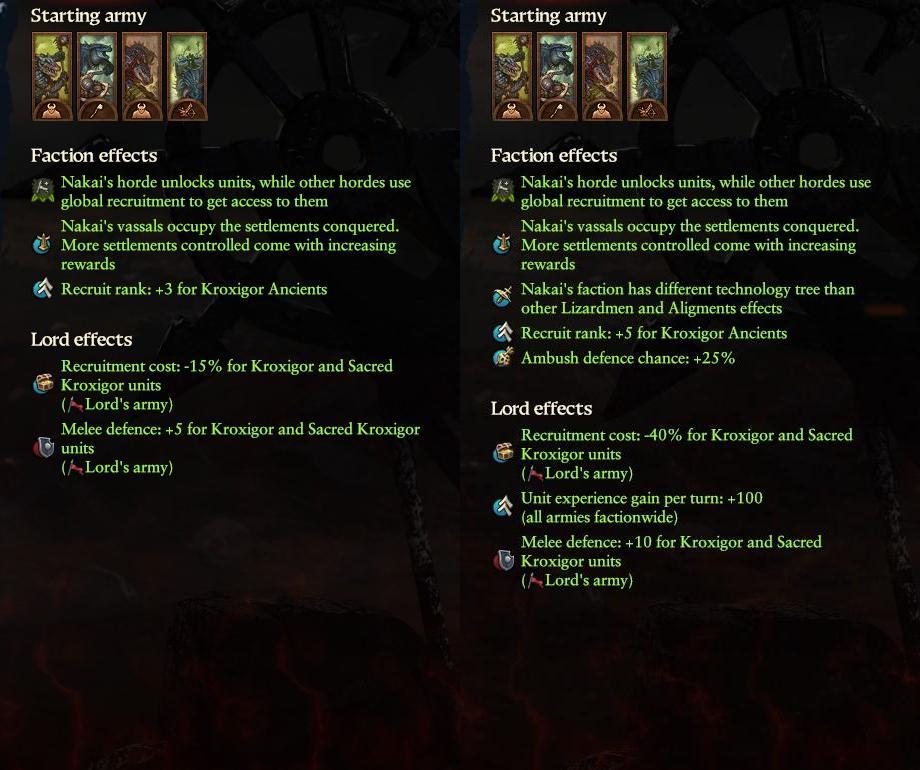 Starting army
Faction effects
Nakai's horde unlocks units, while other hordes use
global recruitment to get access to them
Nakai's vassals occupy the settlements conquered.
More settlements controlled come with increasing
rewards
Recruit rank: +3 for Kroxigor Ancients
Lord effects
Recruitment cost: -15% for Kroxigor and Sacred
Kroxigor units
(Lord's army)
Melee defence: +5 for Kroxigor and Sacred Kroxigor
units
(Lord's army)
Starting army
Faction effects
Nakai's horde unlocks units, while other hordes use
global recruitment to get access to them
Nakai's vassals occupy the settlements conquered.
More settlements controlled come with increasing
rewards
Nakai's faction has different technology tree than
other Lizardmen and Aligments effects
Recruit rank: +5 for Kroxigor Ancients
Ambush defence chance: +25%
Lord effects
Recruitment cost: -40% for Kroxigor and Sacred
Kroxigor units
(Lord's army)
Unit experience gain per turn: +100
(all armies factionwide)
Melee defence: +10 for Kroxigor and Sacred
Kroxigor units
(Lord's army)